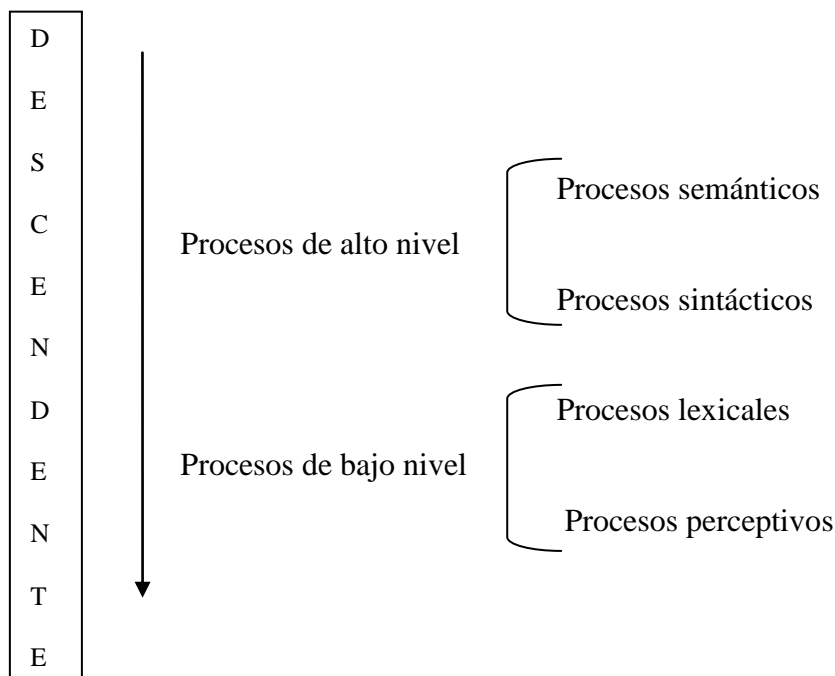 D
E
S
C
E
N
D
E
N
T
E
Procesos de alto nivel
Procesos semánticos
Procesos sintácticos
Procesos de bajo nivel
Procesos lexicales
Procesos perceptivos